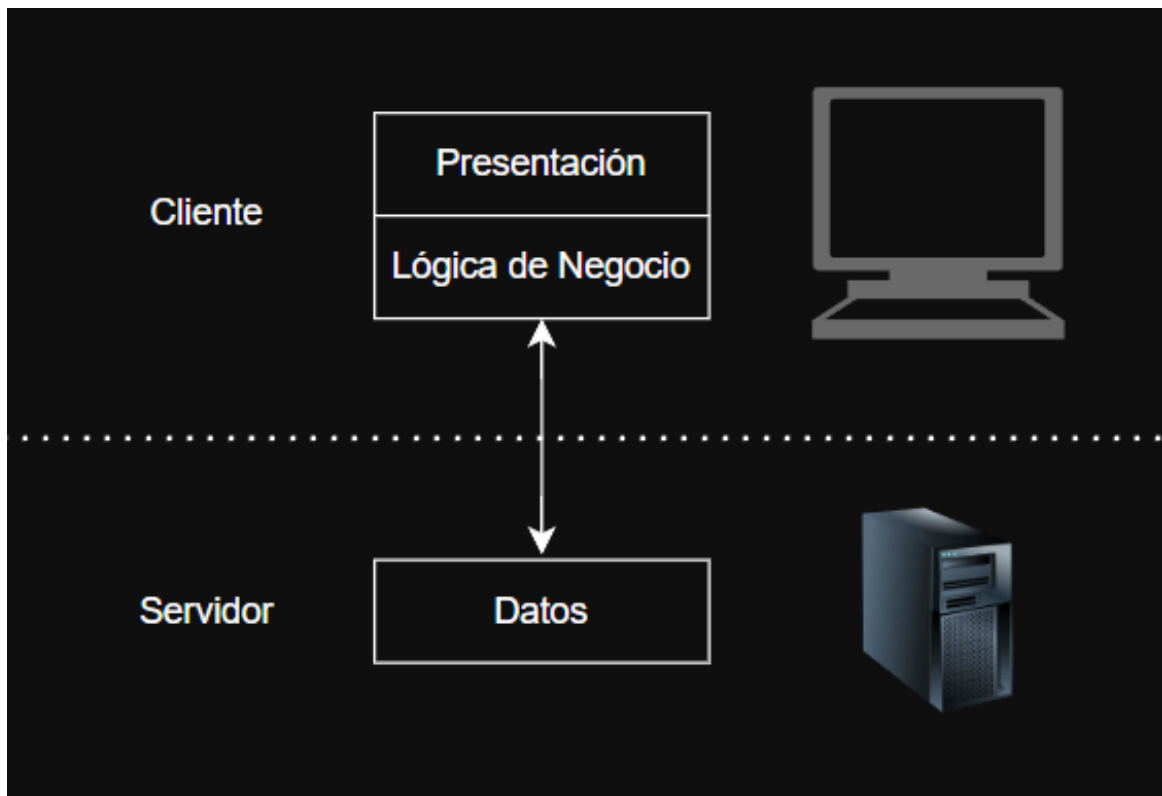 Presentación
Cliente
Lógica de Negocio
Servidor
Datos